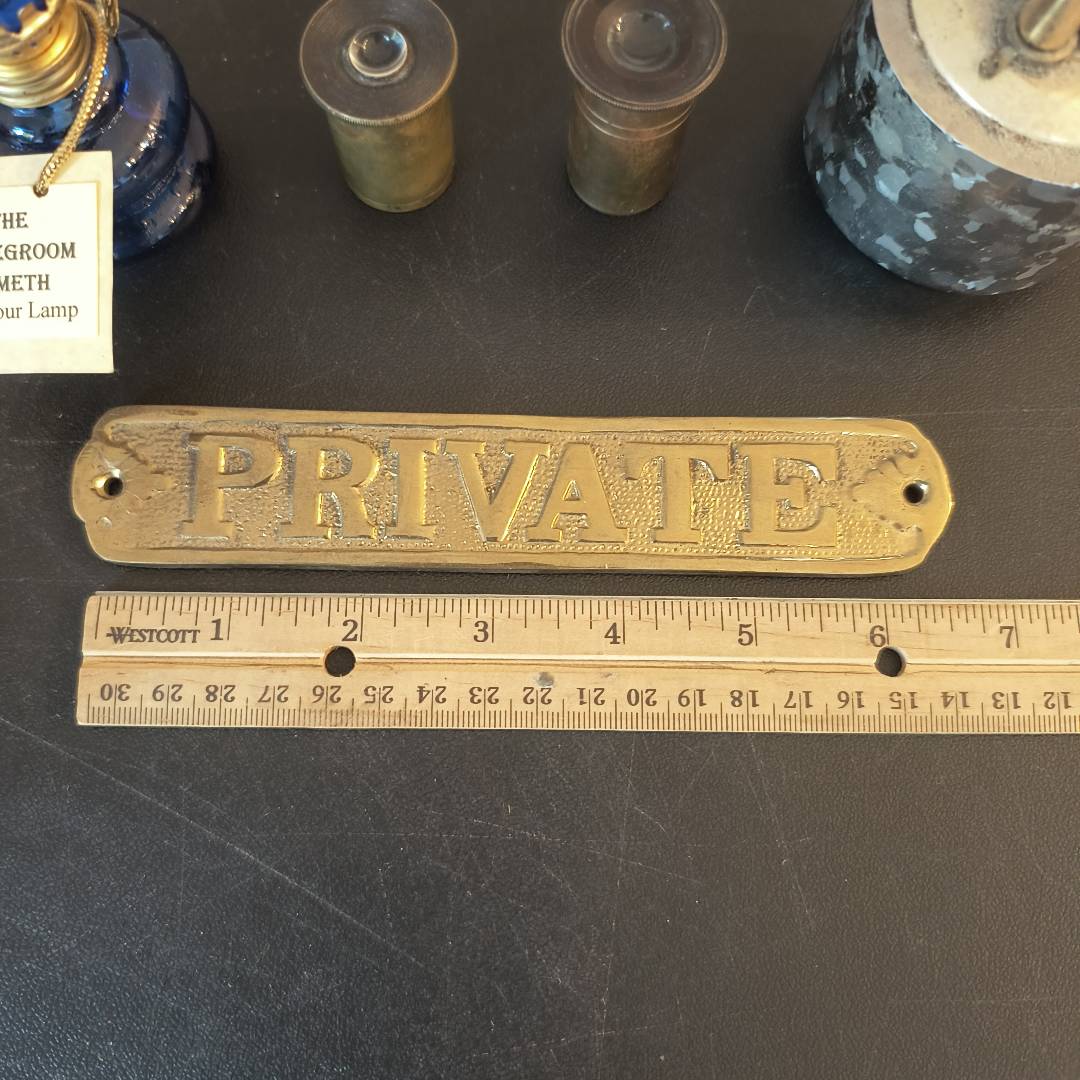 THE
GROOM
METH
our Lamp
PRIVATE
WESTCOTT 1 2 3 4 5 6 7
30 29 28 27 26 25 24 23 22 21 20 19 18 17 16 15 14 13 12